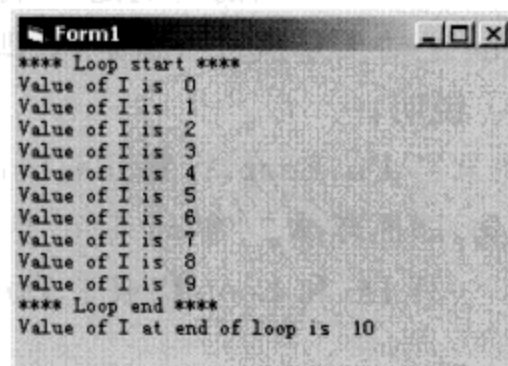 Form1
**** Loop start ****
Value of I is  0
Value of I is  1
Value of I is  2
Value of I is  3
Value of I is  4
Value of I is  5
Value of I is  6
Value of I is  7
Value of I is  8
Value of I is  9
**** Loop end ****
Value of I at end of loop is  10